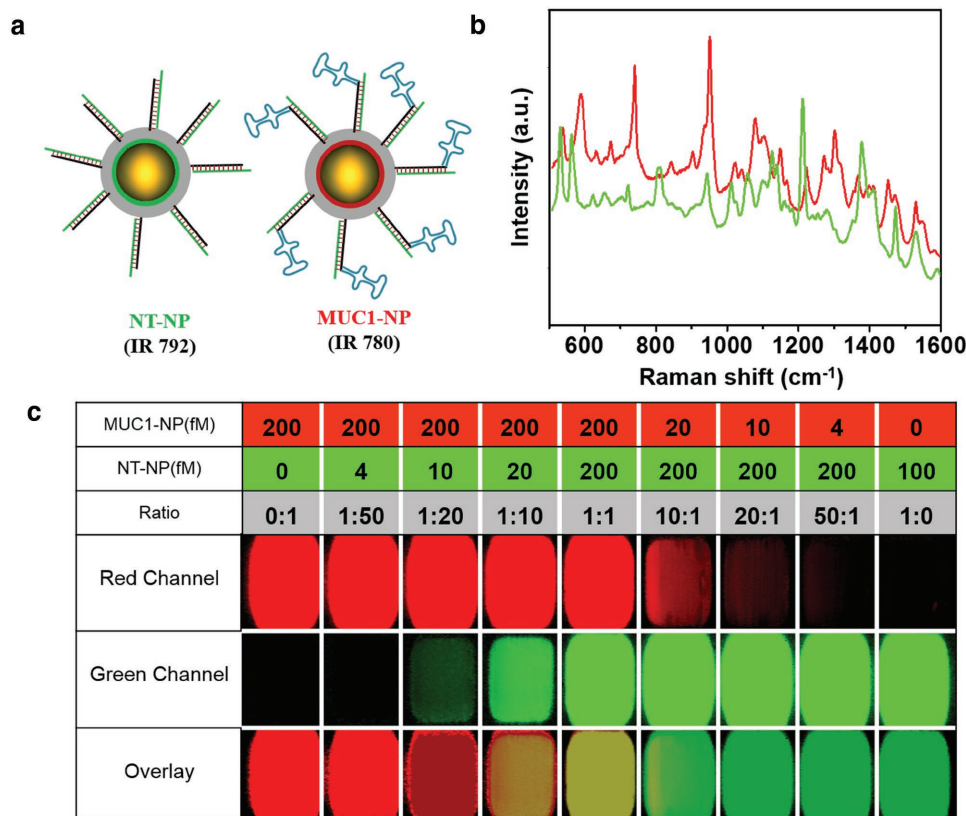 a
NT-NP
(IR 792)
MUC1-NP
(IR 780)
b
Intensity (a.u.)
600 800 1000 1200 1400 1600
Raman shift (cm⁻¹)
c
MUC1-NP(fM) 200 200 200 200 200 20 10 4 0
NT-NP(fM) 0 4 10 20 200 200 200 200 100
Ratio 0:1 1:50 1:20 1:10 1:1 10:1 20:1 50:1 1:0
Red Channel
Green Channel
Overlay